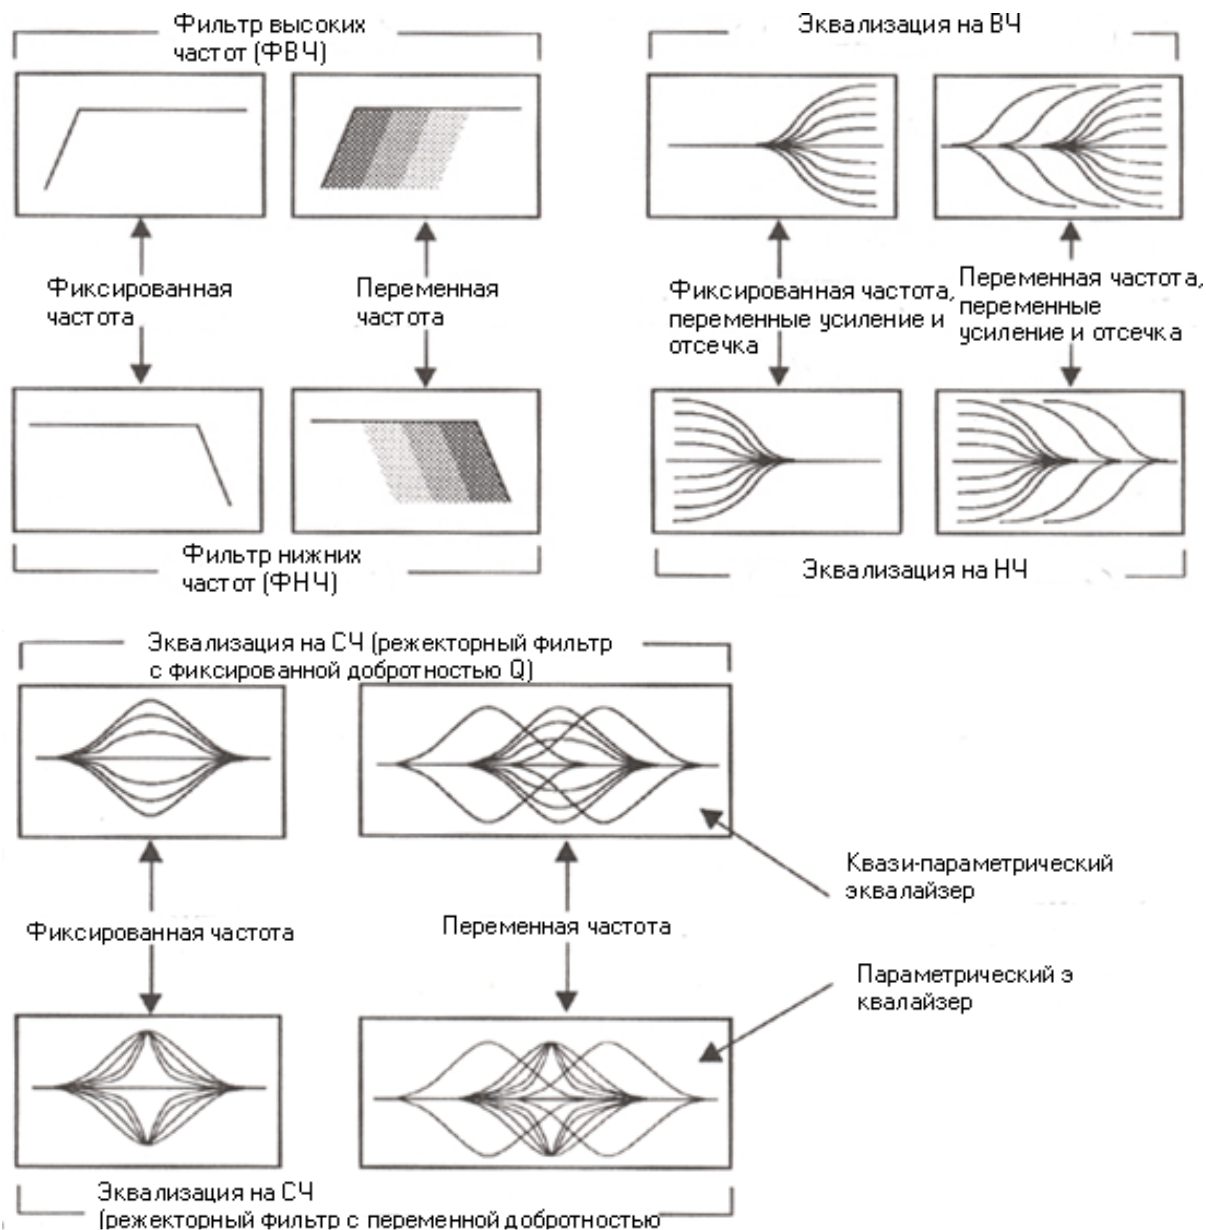 Фильтр высоких
частот (ФВЧ)
Эквализация на ВЧ
Фиксированная
частота
Переменная
частота
Фиксированная частота,
переменные усиление и
отсечка
Переменная частота,
переменные
усиление и отсечка
Фильтр нижних
частот (ФНЧ)
Эквализация на НЧ
Эквализация на СЧ (режекторный фильтр
с фиксированной добротностью Q)
Квази-параметрический
эквалайзер
Фиксированная частота
Переменная частота
Параметрический э
квалайзер
Эквализация на СЧ
(режекторный фильтр с переменной добротностью